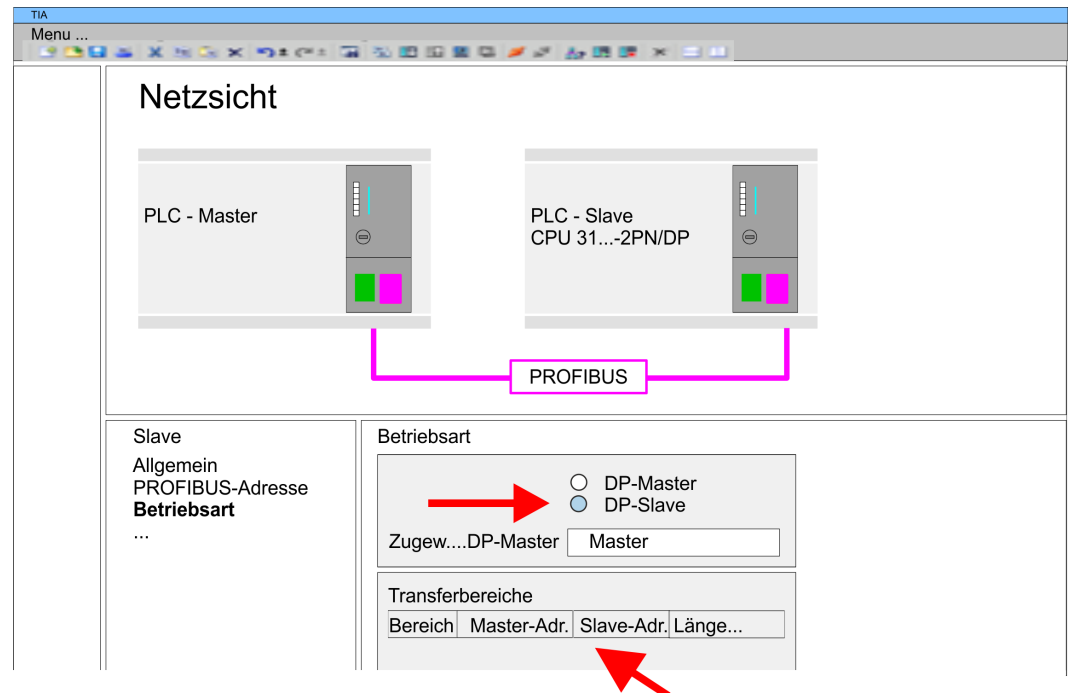 TIA
Menu ...
Netzsicht
PLC - Master
PLC - Slave
CPU 31...-2PN/DP
PROFIBUS
Slave
Allgemein
PROFIBUS-Adresse
Betriebsart
...
Betriebsart
DP-Master
DP-Slave
Zugew....DP-Master Master
Transferbereiche
Bereich Master-Adr. Slave-Adr. Länge...